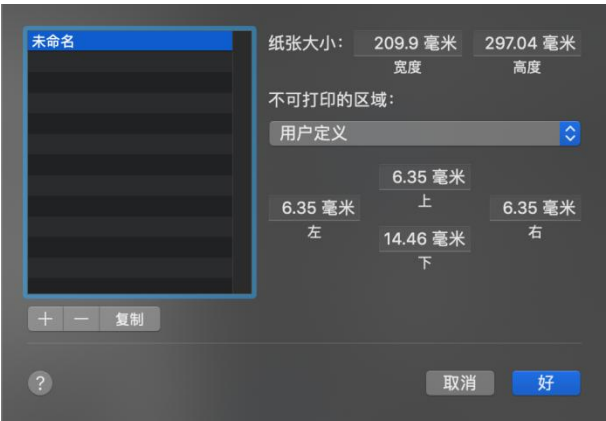 未命名
纸张大小： 209.9 毫米 297.04 毫米
宽度 高度
不可打印的区域：
用户定义
6.35 毫米
上
6.35 毫米 6.35 毫米
左 右
14.46 毫米
下
+ − 复制
? 取消 好